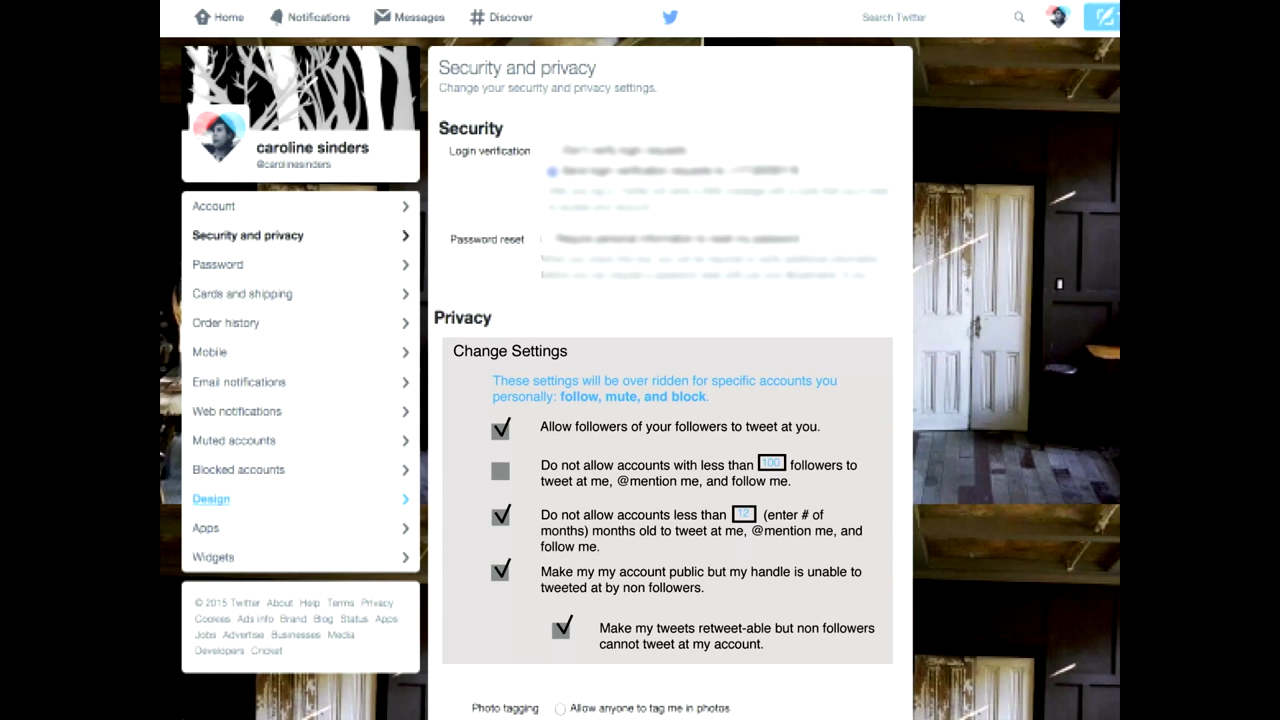 Home Notifications Messages Discover Search Twitter
caroline sinders
@carolinesinders
Account
Security and privacy
Password
Cards and shipping
Order history
Mobile
Email notifications
Web notifications
Muted accounts
Blocked accounts
Design
Apps
Widgets
© 2015 Twitter About Help Terms Privacy
Cookies Ads info Brand Blog Status Apps
Jobs Advertise Businesses Media
Developers Cricket
Security and privacy
Change your security and privacy settings.
Security
Login verification
Password reset
Privacy
Change Settings
These settings will be over ridden for specific accounts you
personally: follow, mute, and block.
Allow followers of your followers to tweet at you.
Do not allow accounts with less than 100 followers to
tweet at me, @mention me, and follow me.
Do not allow accounts less than 12 (enter # of
months) months old to tweet at me, @mention me, and
follow me.
Make my my account public but my handle is unable to
tweeted at by non followers.
Make my tweets retweet-able but non followers
cannot tweet at my account.
Photo tagging Allow anyone to tag me in photos